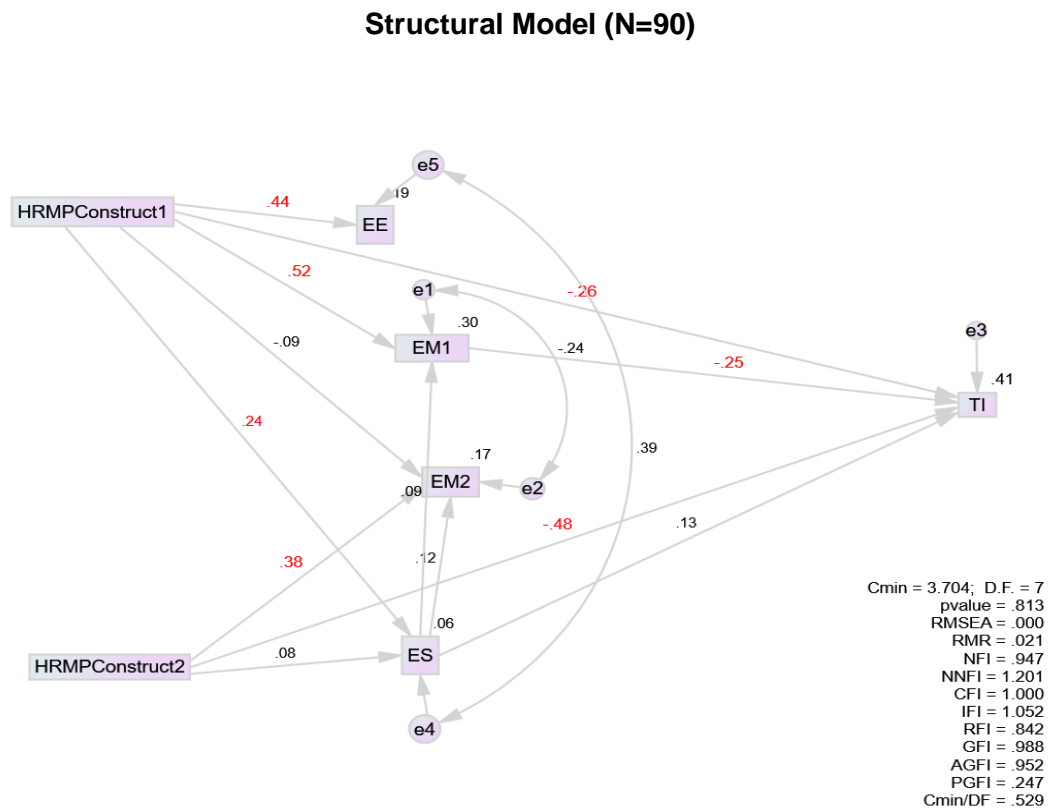 Structural Model (N=90)
e5
.19
HRMPConstruct1
.44
EE
.52
e1
-.26
.30
e3
-.09
EM1
-.24
-.25
.41
TI
.24
.17
.39
EM2
.09
e2
-.48
.13
.38
.12
Cmin = 3.704; D.F. = 7
pvalue = .813
.06
RMSEA = .000
RMR = .021
HRMPConstruct2
.08
ES
NFI = .947
NNFI = 1.201
CFI = 1.000
e4
IFI = 1.052
RFI = .842
GFI = .988
AGFI = .952
PGFI = .247
Cmin/DF = .529